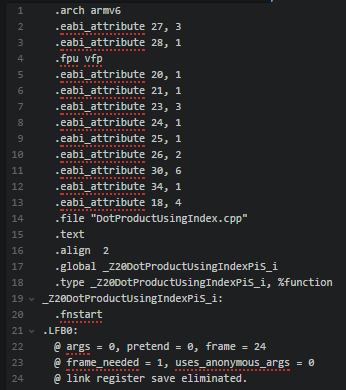 1 .arch armv6
2 .eabi_attribute 27, 3
3 .eabi_attribute 28, 1
4 .fpu vfp
5 .eabi_attribute 20, 1
6 .eabi_attribute 21, 1
7 .eabi_attribute 23, 3
8 .eabi_attribute 24, 1
9 .eabi_attribute 25, 1
10 .eabi_attribute 26, 2
11 .eabi_attribute 30, 6
12 .eabi_attribute 34, 1
13 .eabi_attribute 18, 4
14 .file "DotProductUsingIndex.cpp"
15 .text
16 .align 2
17 .global _Z20DotProductUsingIndexPiS_i
18 .type _Z20DotProductUsingIndexPiS_i, %function
19 _Z20DotProductUsingIndexPiS_i:
20 .fnstart
21 .LFB0:
22 @ args = 0, pretend = 0, frame = 24
23 @ frame_needed = 1, uses_anonymous_args = 0
24 @ link register save eliminated.